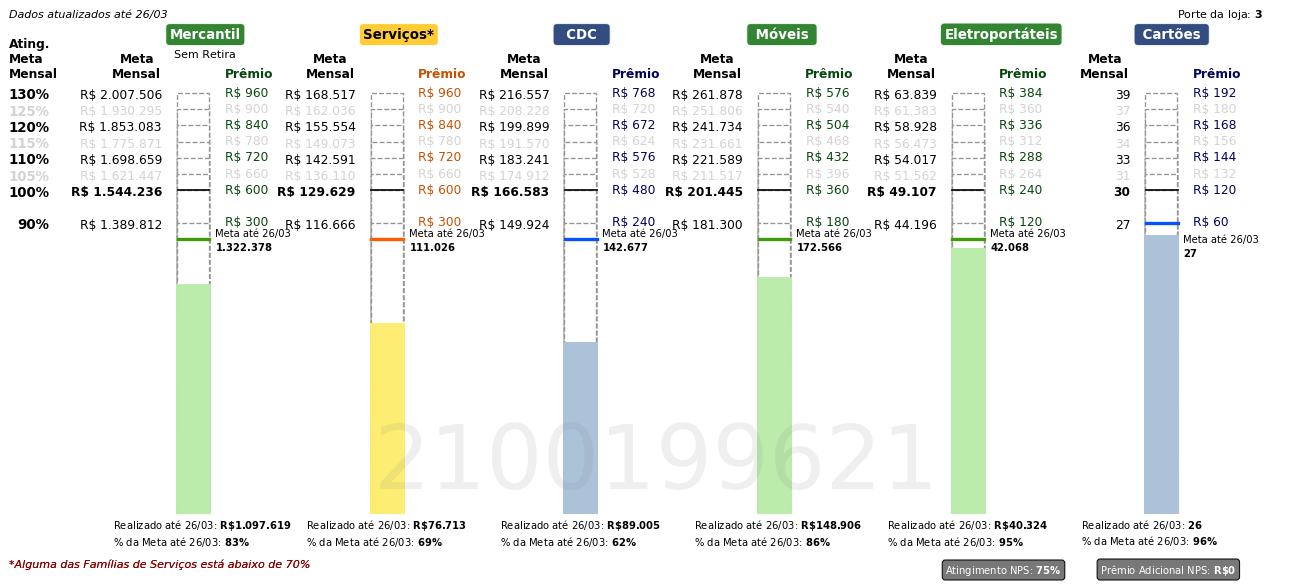 Dados atualizados até 26/03
Porte da loja: 3
Mercantil Serviços* CDC Móveis Eletroportáteis Cartões
Sem Retira
Ating. Meta Mensal
Meta Mensal Prêmio Meta Mensal Prêmio Meta Mensal Prêmio Meta Mensal Prêmio Meta Mensal Prêmio Meta Mensal Prêmio
130% R$ 2.007.506 R$ 960 R$ 168.517 R$ 960 R$ 216.557 R$ 768 R$ 261.878 R$ 576 R$ 63.839 R$ 384 39 R$ 192
125% R$ 1.930.295 R$ 900 R$ 162.036 R$ 900 R$ 208.228 R$ 720 R$ 251.806 R$ 540 R$ 61.383 R$ 360 37 R$ 180
120% R$ 1.853.083 R$ 840 R$ 155.554 R$ 840 R$ 199.899 R$ 672 R$ 241.734 R$ 504 R$ 58.928 R$ 336 36 R$ 168
115% R$ 1.775.871 R$ 780 R$ 149.073 R$ 780 R$ 191.570 R$ 624 R$ 231.661 R$ 468 R$ 56.473 R$ 312 34 R$ 156
110% R$ 1.698.659 R$ 720 R$ 142.591 R$ 720 R$ 183.241 R$ 576 R$ 221.589 R$ 432 R$ 54.017 R$ 288 33 R$ 144
105% R$ 1.621.447 R$ 660 R$ 136.110 R$ 660 R$ 174.912 R$ 528 R$ 211.517 R$ 396 R$ 51.562 R$ 264 31 R$ 132
100% R$ 1.544.236 R$ 600 R$ 129.629 R$ 600 R$ 166.583 R$ 480 R$ 201.445 R$ 360 R$ 49.107 R$ 240 30 R$ 120
90% R$ 1.389.812 R$ 300 R$ 116.666 R$ 300 R$ 149.924 R$ 240 R$ 181.300 R$ 180 R$ 44.196 R$ 120 27 R$ 60
Meta até 26/03 Meta até 26/03 Meta até 26/03 Meta até 26/03 Meta até 26/03 Meta até 26/03
1.322.378 111.026 142.677 172.566 42.068 27
2100199621
Realizado até 26/03: R$1.097.619 Realizado até 26/03: R$76.713 Realizado até 26/03: R$89.005 Realizado até 26/03: R$148.906 Realizado até 26/03: R$40.324 Realizado até 26/03: 26
% da Meta até 26/03: 83% % da Meta até 26/03: 69% % da Meta até 26/03: 62% % da Meta até 26/03: 86% % da Meta até 26/03: 95% % da Meta até 26/03: 96%
*Alguma das Famílias de Serviços está abaixo de 70%
Atingimento NPS: 75% Prêmio Adicional NPS: R$0